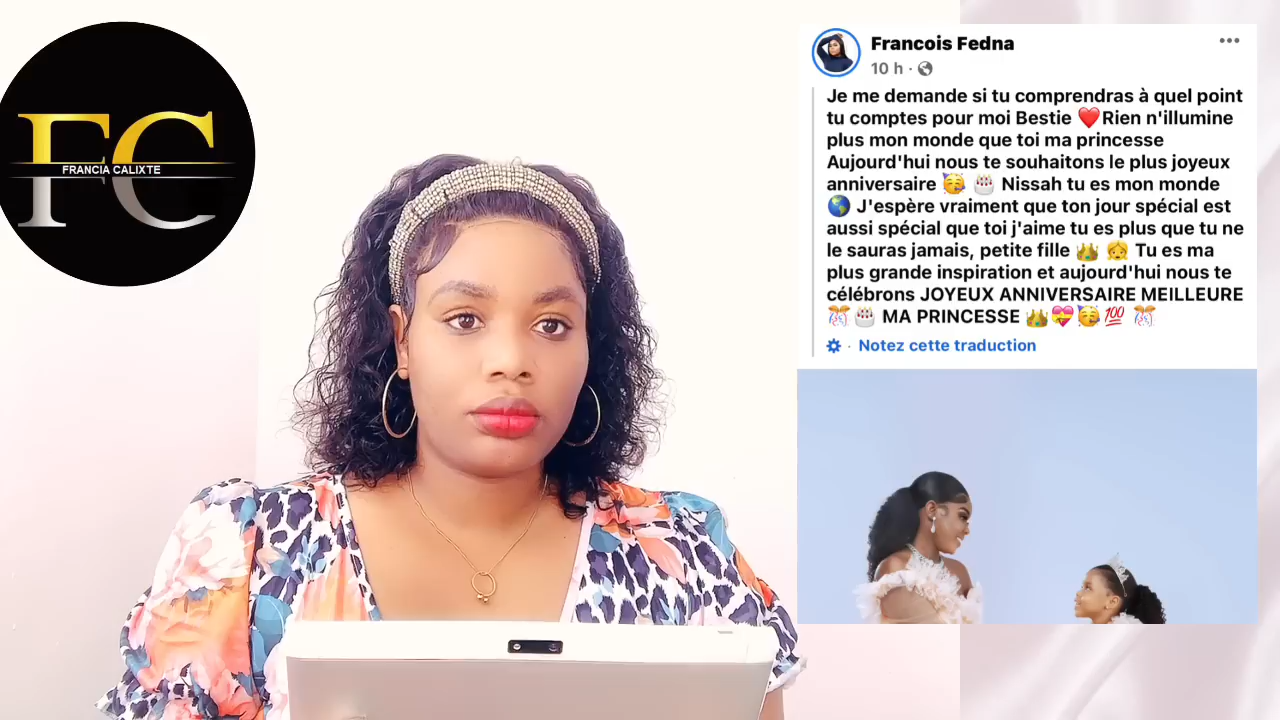 FC
FRANCIA CALIXTE
Francois Fedna
10 h ·
Je me demande si tu comprendras à quel point
tu comptes pour moi Bestie ❤️Rien n'illumine
plus mon monde que toi ma princesse
Aujourd'hui nous te souhaitons le plus joyeux
anniversaire 🥳 🎂 Nissah tu es mon monde
🌎 J'espère vraiment que ton jour spécial est
aussi spécial que toi j'aime tu es plus que tu ne
le sauras jamais, petite fille 👑 👧 Tu es ma
plus grande inspiration et aujourd'hui nous te
célébrons JOYEUX ANNIVERSAIRE MEILLEURE
🎊🎂 MA PRINCESSE 👑💝🥳💯 🎊
· Notez cette traduction